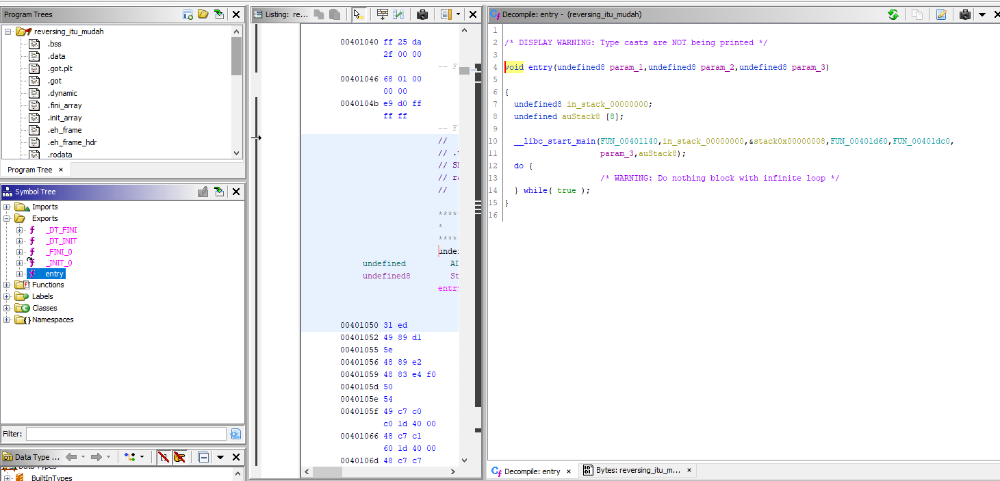 Program Trees
reversing_itu_mudah
.bss
.data
.got.plt
.got
.dynamic
.fini_array
.init_array
.eh_frame
.eh_frame_hdr
.rodata
Program Tree ×
Symbol Tree
Imports
Exports
_DT_FINI
_DT_INIT
_FINI_0
_INIT_0
entry
Functions
Labels
Classes
Namespaces
Filter:
Data Type ...
BuiltInTypes
Listing: re...
00401040 ff 25 da
2f 00 00
-- F
00401046 68 01 00
00 00
0040104b e9 d0 ff
ff ff
-- F
//
// .
// S
// r
//
****
*
****
unde
undefined AL
undefined8 St
entry
00401050 31 ed
00401052 49 89 d1
00401055 5e
00401056 48 89 e2
00401059 48 83 e4 f0
0040105d 50
0040105e 54
0040105f 49 c7 c0
c0 1d 40 00
00401066 48 c7 c1
60 1d 40 00
0040106d 48 c7 c7
Decompile: entry - (reversing_itu_mudah)
1
2 /* DISPLAY WARNING: Type casts are NOT being printed */
3
4 void entry(undefined8 param_1,undefined8 param_2,undefined8 param_3)
5
6 {
7 undefined8 in_stack_00000000;
8 undefined auStack8 [8];
9
10 __libc_start_main(FUN_00401140,in_stack_00000000,&stack0x00000008,FUN_00401d60,FUN_00401dc0,
11 param_3,auStack8);
12 do {
13 /* WARNING: Do nothing block with infinite loop */
14 } while( true );
15 }
16
Decompile: entry × Bytes: reversing_itu_m... ×